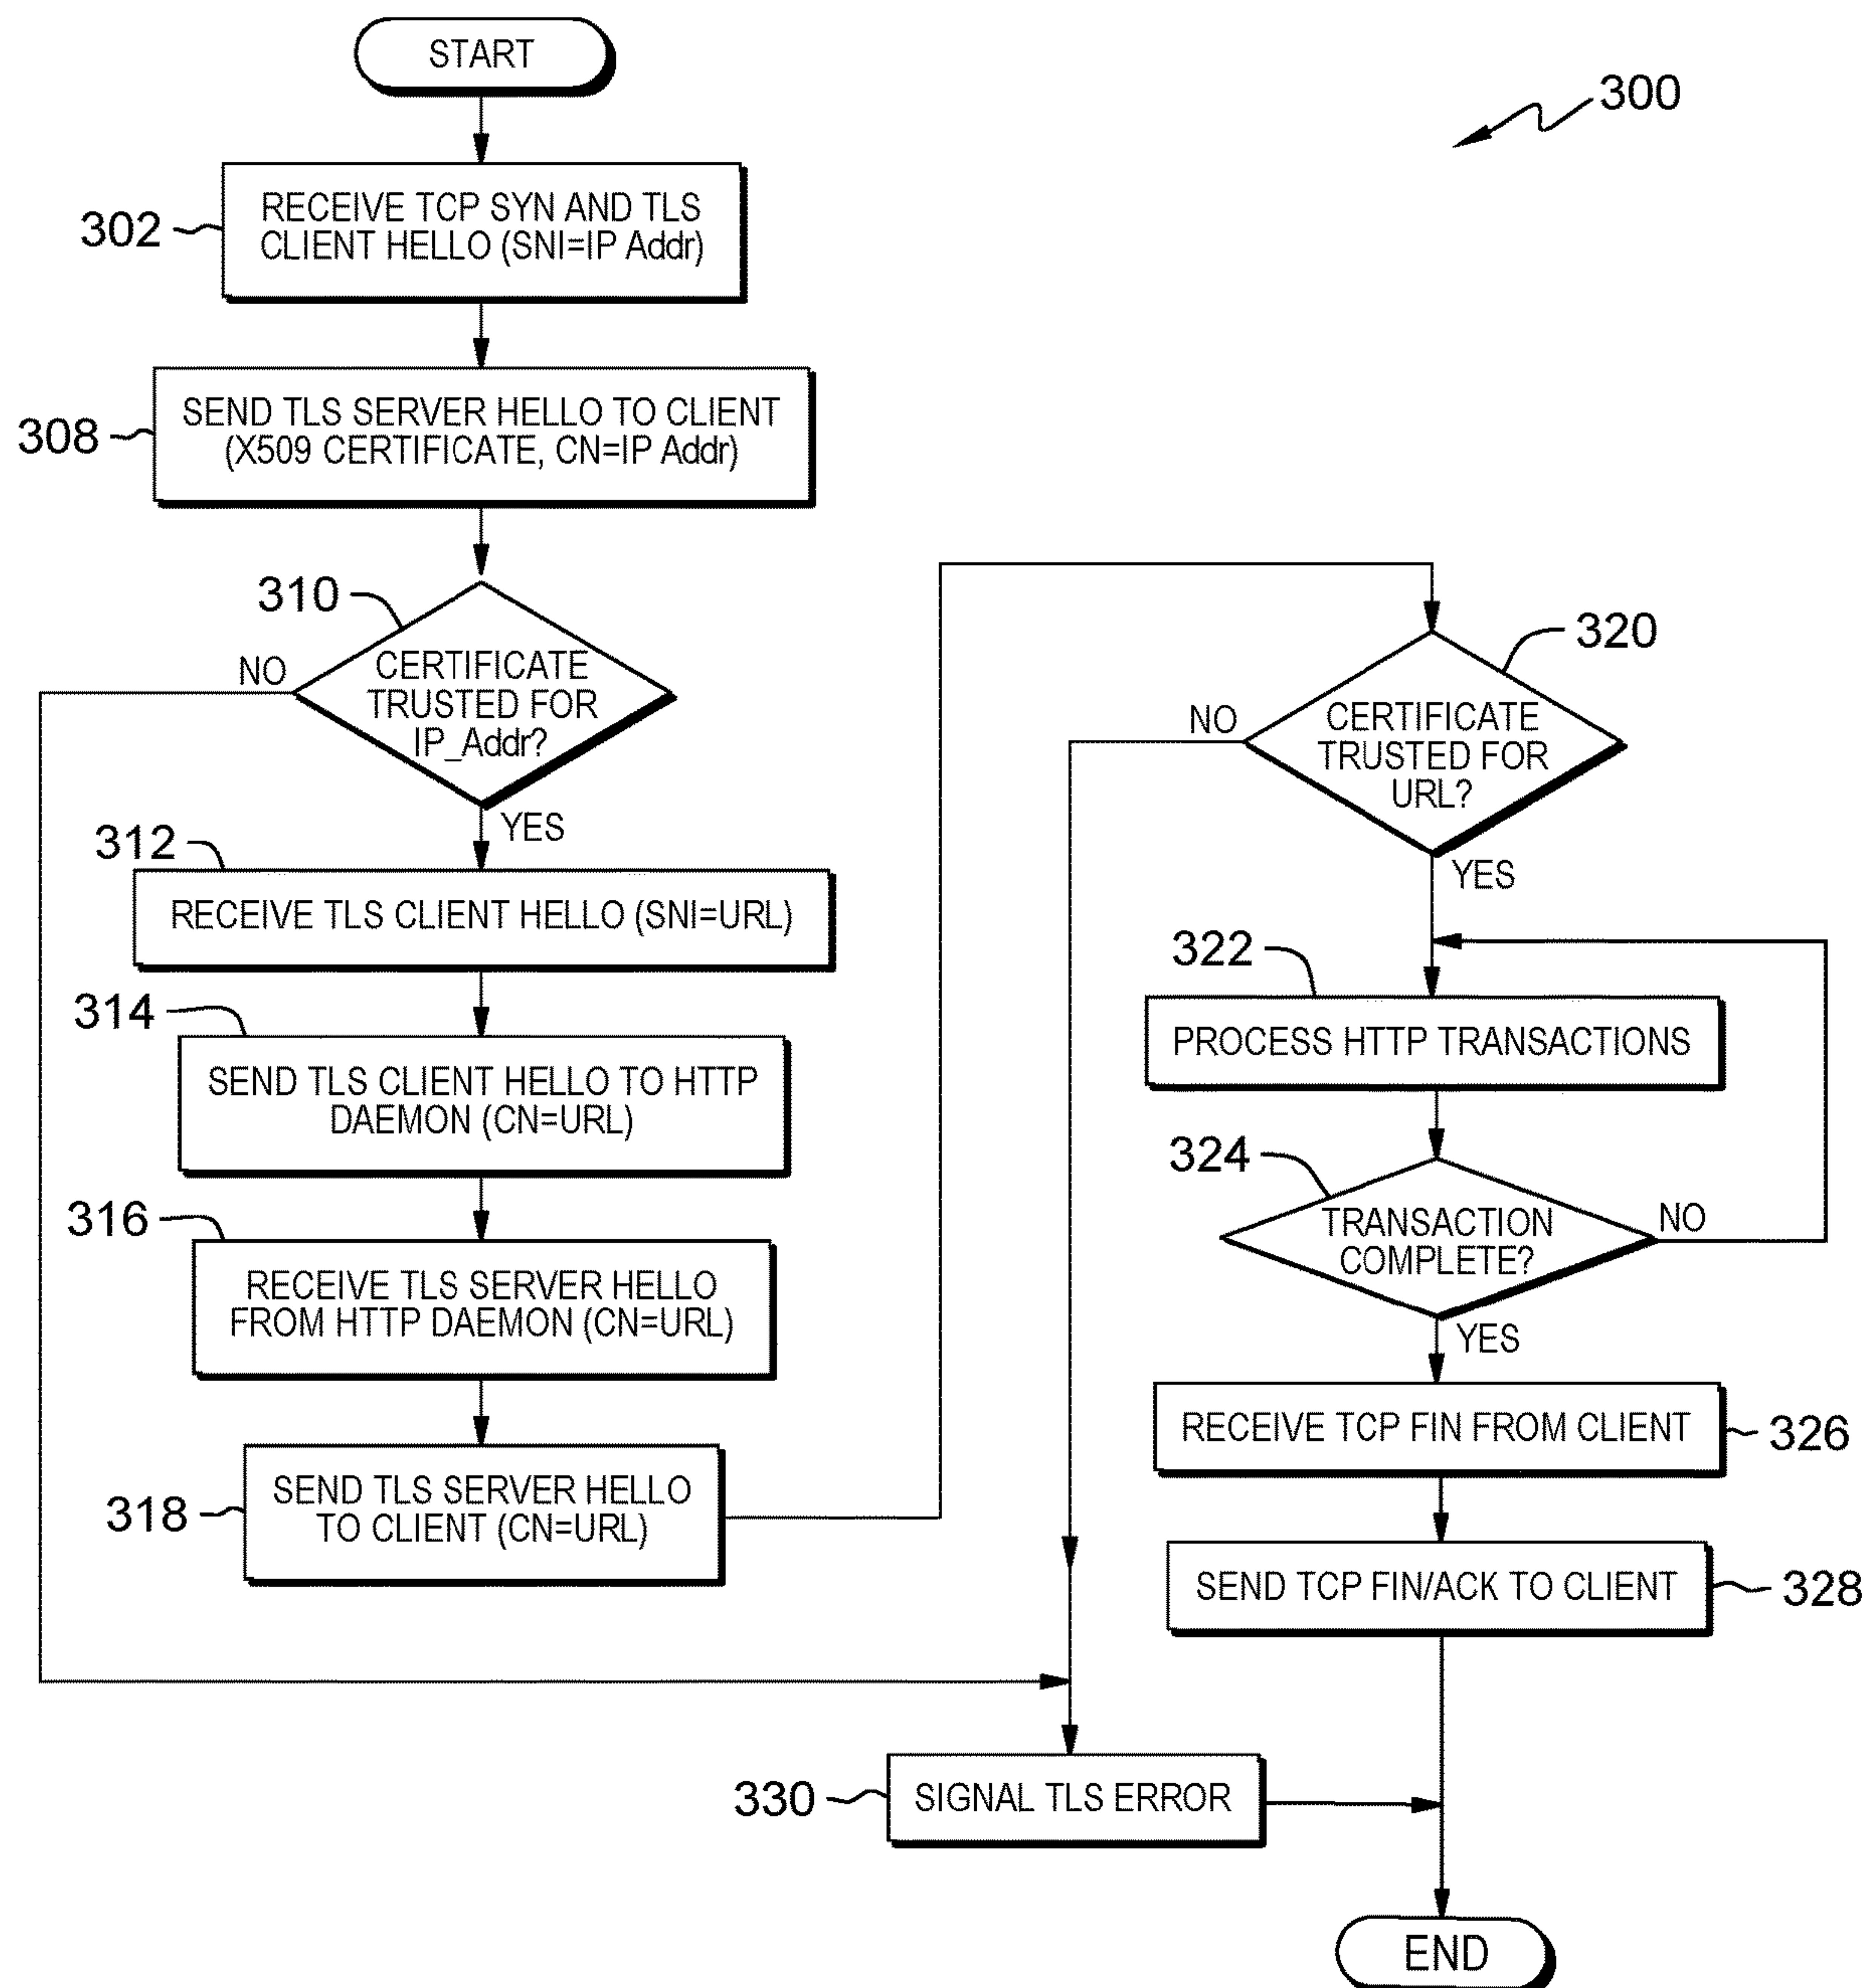 START
300
302
RECEIVE TCP SYN AND TLS
CLIENT HELLO (SNI=IP Addr)
308
SEND TLS SERVER HELLO TO CLIENT
(X509 CERTIFICATE, CN=IP Addr)
310
NO
CERTIFICATE
TRUSTED FOR
IP_Addr?
YES
312
RECEIVE TLS CLIENT HELLO (SNI=URL)
314
SEND TLS CLIENT HELLO TO HTTP
DAEMON (CN=URL)
316
RECEIVE TLS SERVER HELLO
FROM HTTP DAEMON (CN=URL)
318
SEND TLS SERVER HELLO
TO CLIENT (CN=URL)
320
NO
CERTIFICATE
TRUSTED FOR
URL?
YES
322
PROCESS HTTP TRANSACTIONS
324
TRANSACTION
COMPLETE?
NO
YES
RECEIVE TCP FIN FROM CLIENT
326
SEND TCP FIN/ACK TO CLIENT
328
330
SIGNAL TLS ERROR
END